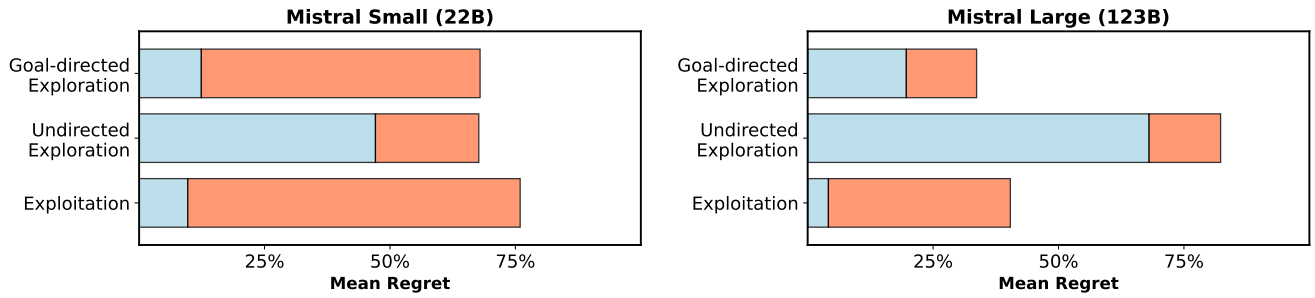 Mistral Small (22B)
Goal-directed
Exploration
Undirected
Exploration
Exploitation
25% 50% 75%
Mean Regret
Mistral Large (123B)
Goal-directed
Exploration
Undirected
Exploration
Exploitation
25% 50% 75%
Mean Regret